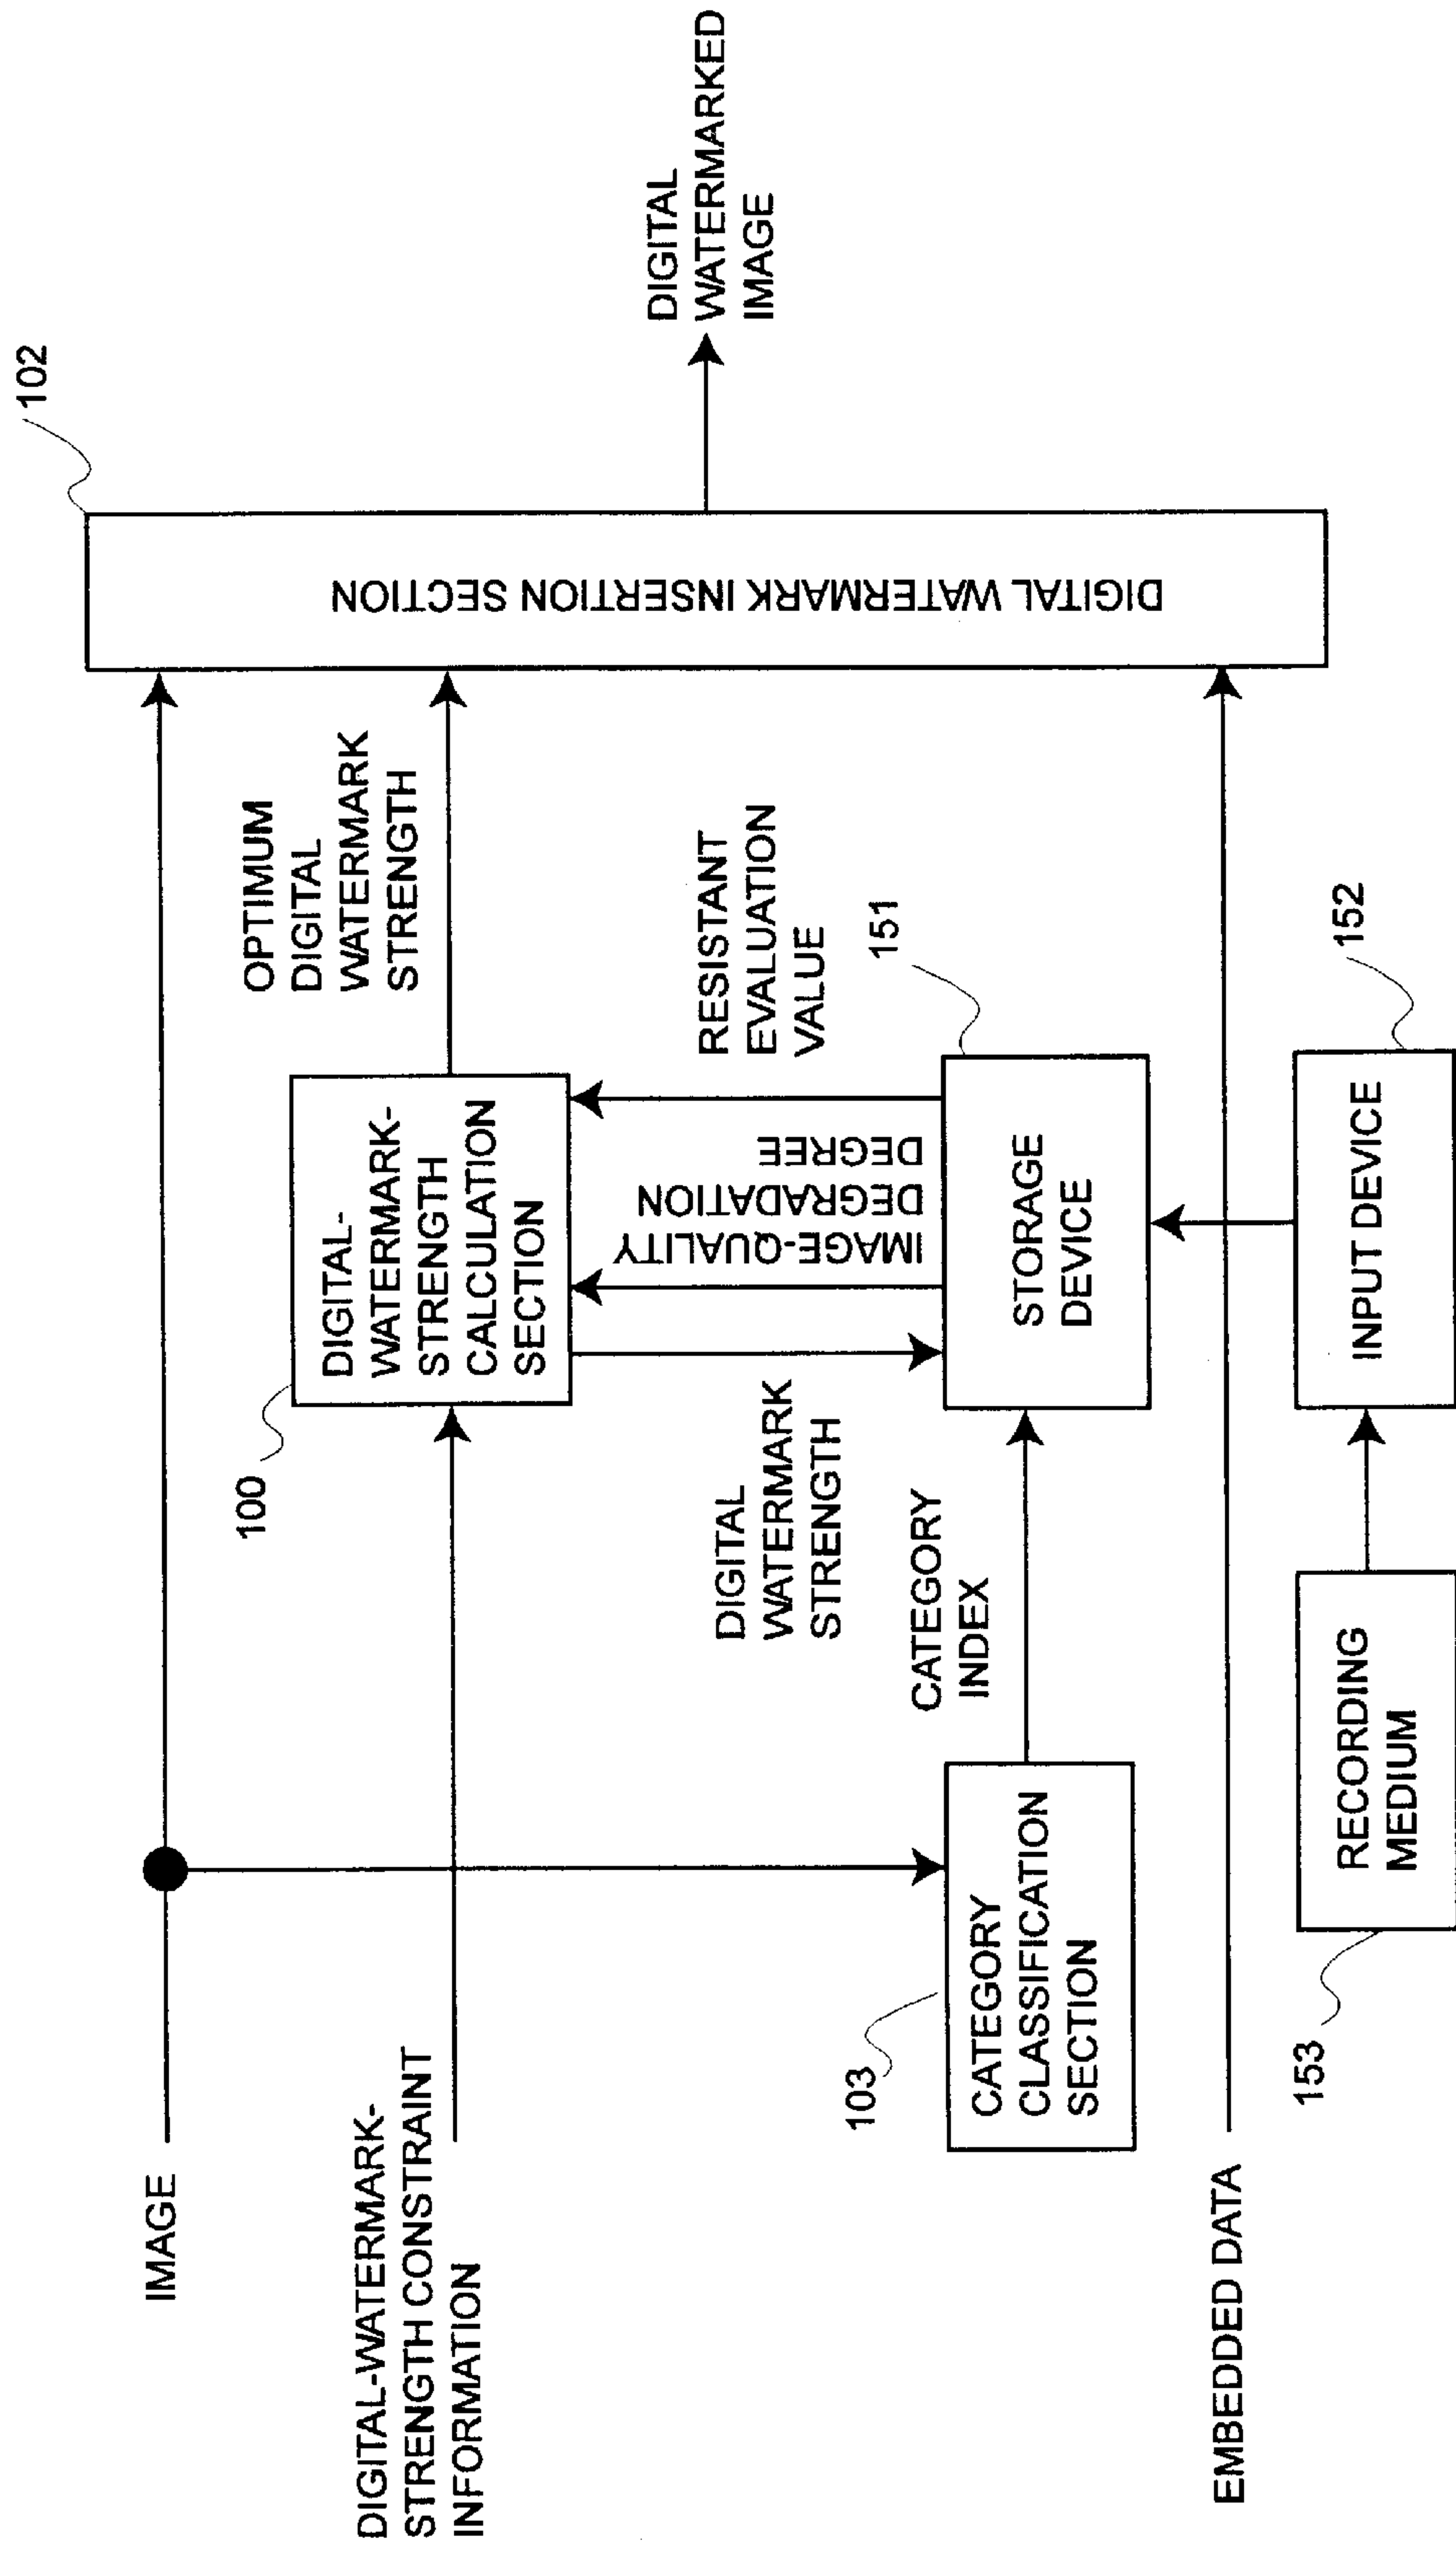 IMAGE
DIGITAL-WATERMARK-
STRENGTH CONSTRAINT
INFORMATION
100
DIGITAL-
WATERMARK-
STRENGTH
CALCULATION
SECTION
OPTIMUM
DIGITAL
WATERMARK
STRENGTH
102
DIGITAL WATERMARK INSERTION SECTION
DIGITAL
WATERMARKED
IMAGE
DIGITAL
WATERMARK
STRENGTH
IMAGE-QUALITY
DEGRADATION
DEGREE
RESISTANT
EVALUATION
VALUE
103
CATEGORY
CLASSIFICATION
SECTION
CATEGORY
INDEX
151
STORAGE
DEVICE
EMBEDDED DATA
153
RECORDING
MEDIUM
152
INPUT DEVICE